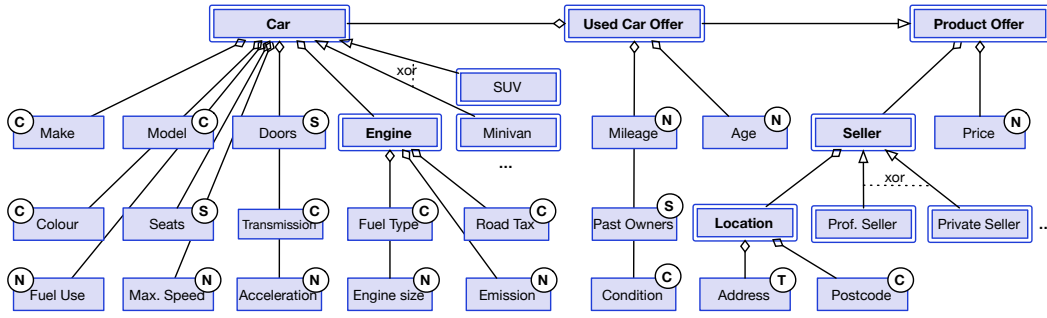 Car
Used Car Offer
Product Offer
xor
SUV
C
Make
C
Model
S
Doors
Engine
Minivan
...
N
Mileage
N
Age
Seller
N
Price
xor
C
Colour
S
Seats
C
Transmission
C
Fuel Type
C
Road Tax
S
Past Owners
Location
Prof. Seller
Private Seller
...
N
Fuel Use
N
Max. Speed
N
Acceleration
N
Engine size
N
Emission
C
Condition
T
Address
C
Postcode